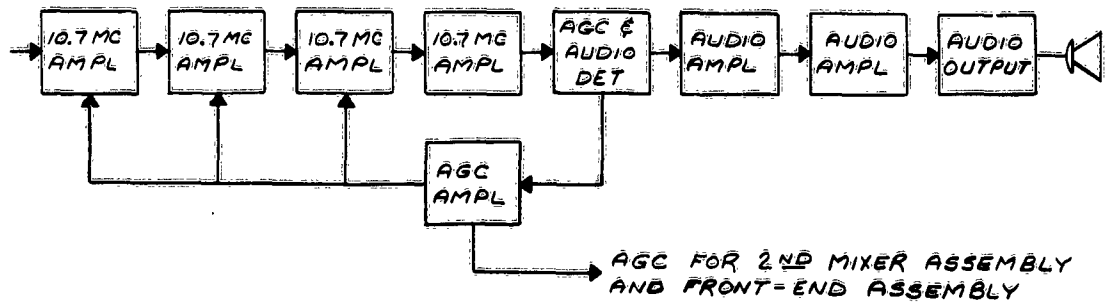 10.7 MC
AMPL
10.7 MC
AMPL
10.7 MC
AMPL
10.7 MC
AMPL
AGC &
AUDIO
DET
AUDIO
AMPL
AUDIO
AMPL
AUDIO
OUTPUT
AGC
AMPL
AGC FOR 2ND MIXER ASSEMBLY
AND FRONT-END ASSEMBLY